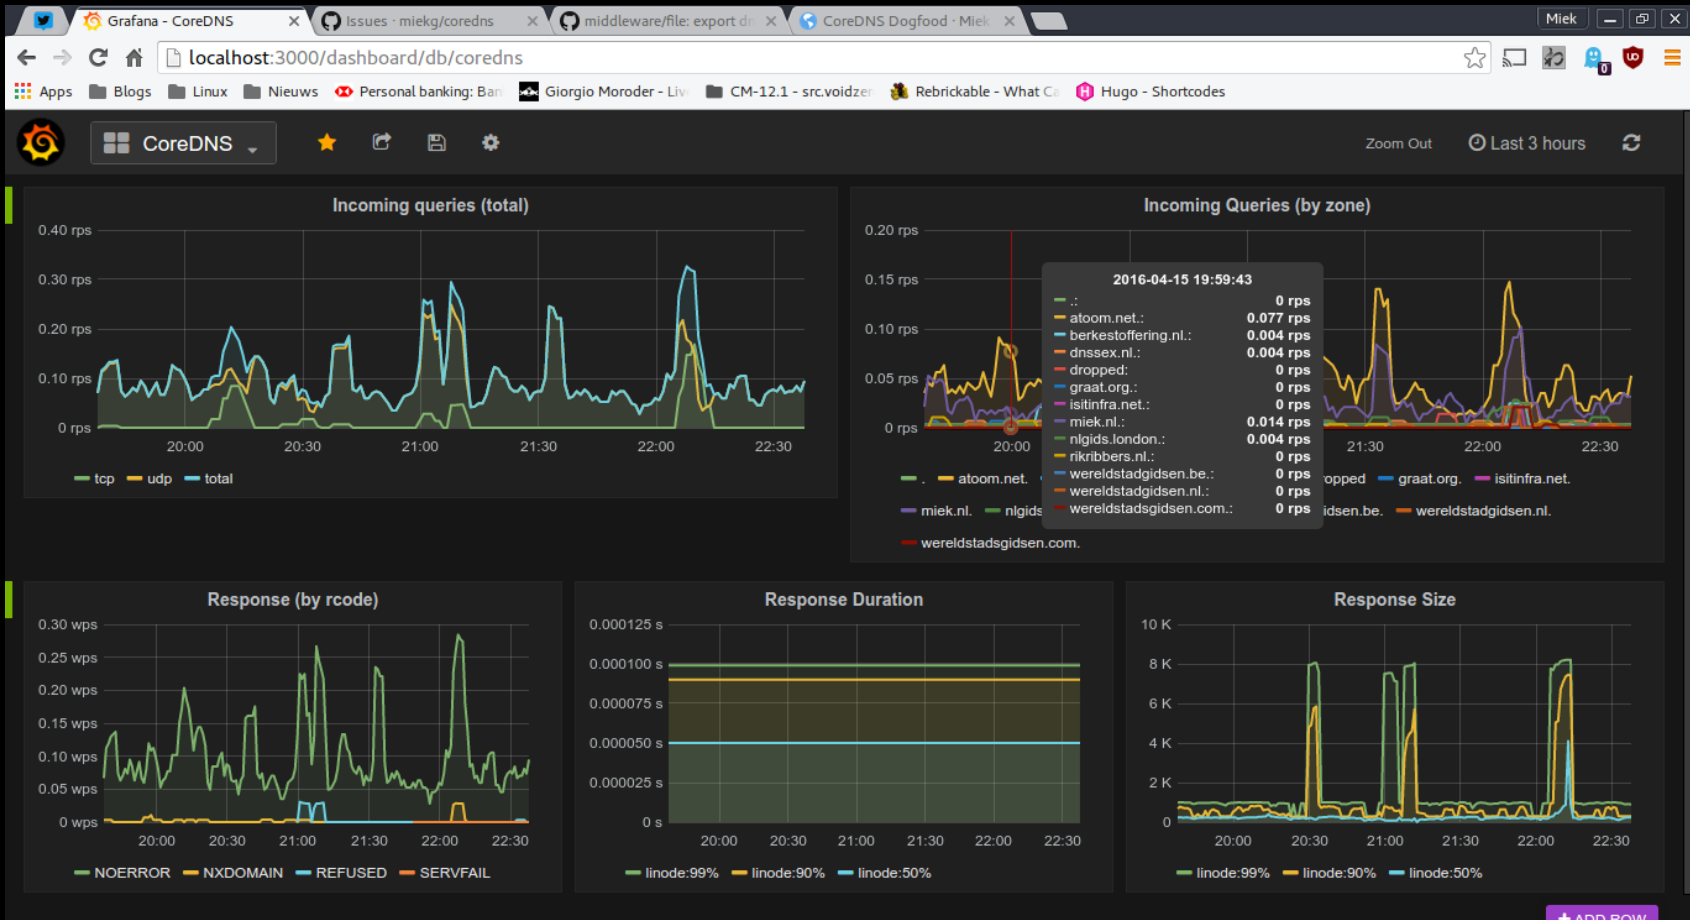 Grafana - CoreDNS
Issues · miekg/coredns
middleware/file: export d
CoreDNS Dogfood · Miek
Miek
localhost:3000/dashboard/db/coredns
0
Apps Blogs Linux Nieuws Personal banking: Ban Giorgio Moroder - Liv CM-12.1 - src.voidzer Rebrickable - What Ca Hugo - Shortcodes
CoreDNS
Zoom Out Last 3 hours
Incoming queries (total)
0.40 rps
0.30 rps
0.20 rps
0.10 rps
0 rps
20:00 20:30 21:00 21:30 22:00 22:30
tcp udp total
Incoming Queries (by zone)
0.20 rps
0.15 rps
0.10 rps
0.05 rps
0 rps
20:00 21:30 22:00 22:30
2016-04-15 19:59:43
.: 0 rps
atoom.net.: 0.077 rps
berkestoffering.nl.: 0.004 rps
dnssex.nl.: 0.004 rps
dropped: 0 rps
graat.org.: 0 rps
isitinfra.net.: 0 rps
miek.nl.: 0.014 rps
nlgids.london.: 0.004 rps
rikribbers.nl.: 0 rps
wereldstadgidsen.be.: 0 rps
wereldstadgidsen.nl.: 0 rps
wereldstadsgidsen.com.: 0 rps
. atoom.net. ropped graat.org. isitinfra.net.
miek.nl. nlgids idsen.be. wereldstadgidsen.nl.
wereldstadsgidsen.com.
Response (by rcode)
0.30 wps
0.25 wps
0.20 wps
0.15 wps
0.10 wps
0.05 wps
0 wps
20:00 20:30 21:00 21:30 22:00 22:30
NOERROR NXDOMAIN REFUSED SERVFAIL
Response Duration
0.000125 s
0.000100 s
0.000075 s
0.000050 s
0.000025 s
0 s
20:00 20:30 21:00 21:30 22:00 22:30
linode:99% linode:90% linode:50%
Response Size
10 K
8 K
6 K
4 K
2 K
0
20:00 20:30 21:00 21:30 22:00 22:30
linode:99% linode:90% linode:50%
+ ADD ROW